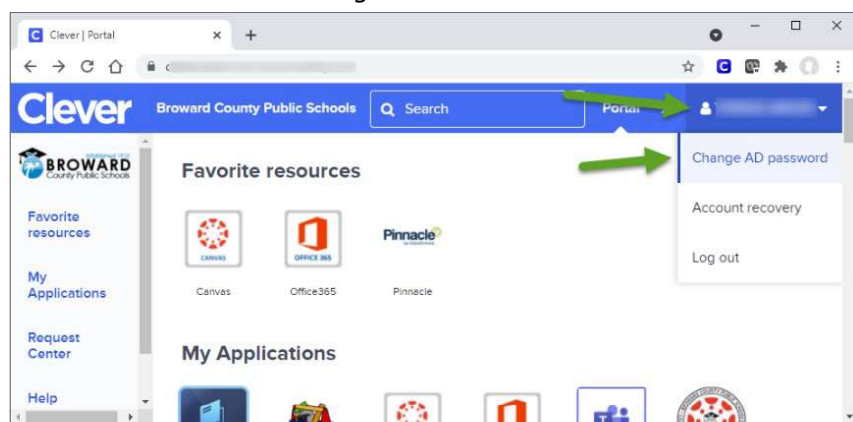 Clever | Portal
Clever
Broward County Public Schools
Search
Portal
BROWARD
County Public Schools
Change AD password
Account recovery
Log out
Favorite
resources
My
Applications
Request
Center
Help
Favorite resources
CANVAS
OFFICE 365
Pinnacle
Canvas
Office365
Pinnacle
My Applications